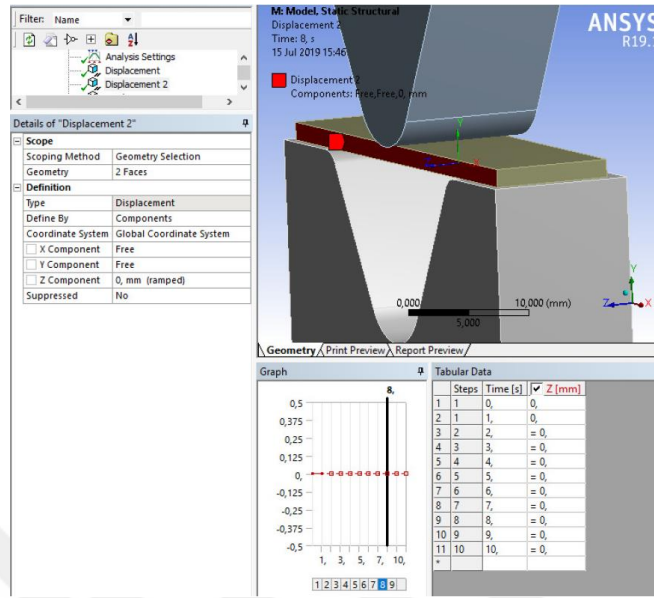 Filter: Name
Analysis Settings
Displacement
Displacement 2
Details of "Displacement 2"
Scope
Scoping Method Geometry Selection
Geometry 2 Faces
Definition
Type Displacement
Define By Components
Coordinate System Global Coordinate System
X Component Free
Y Component Free
Z Component 0, mm (ramped)
Suppressed No
M: Model, Static Structural
Displacement 2
Time: 8, s
15 Jul 2019 15:46
Displacement 2
Components: Free,Free,0, mm
ANSYS
R19.1
Y
Z X
0,000 10,000 (mm)
5,000
Y
Z X
Geometry Print Preview Report Preview
Graph
8,
0,5
0,375
0,25
0,125
0,
-0,125
-0,25
-0,375
-0,5
1, 3, 5, 7, 10,
1 2 3 4 5 6 7 8 9
Tabular Data
Steps Time [s] Z [mm]
1 1 0, 0,
2 1 1, 0,
3 2 2, = 0,
4 3 3, = 0,
5 4 4, = 0,
6 5 5, = 0,
7 6 6, = 0,
8 7 7, = 0,
9 8 8, = 0,
10 9 9, = 0,
11 10 10, = 0,
*